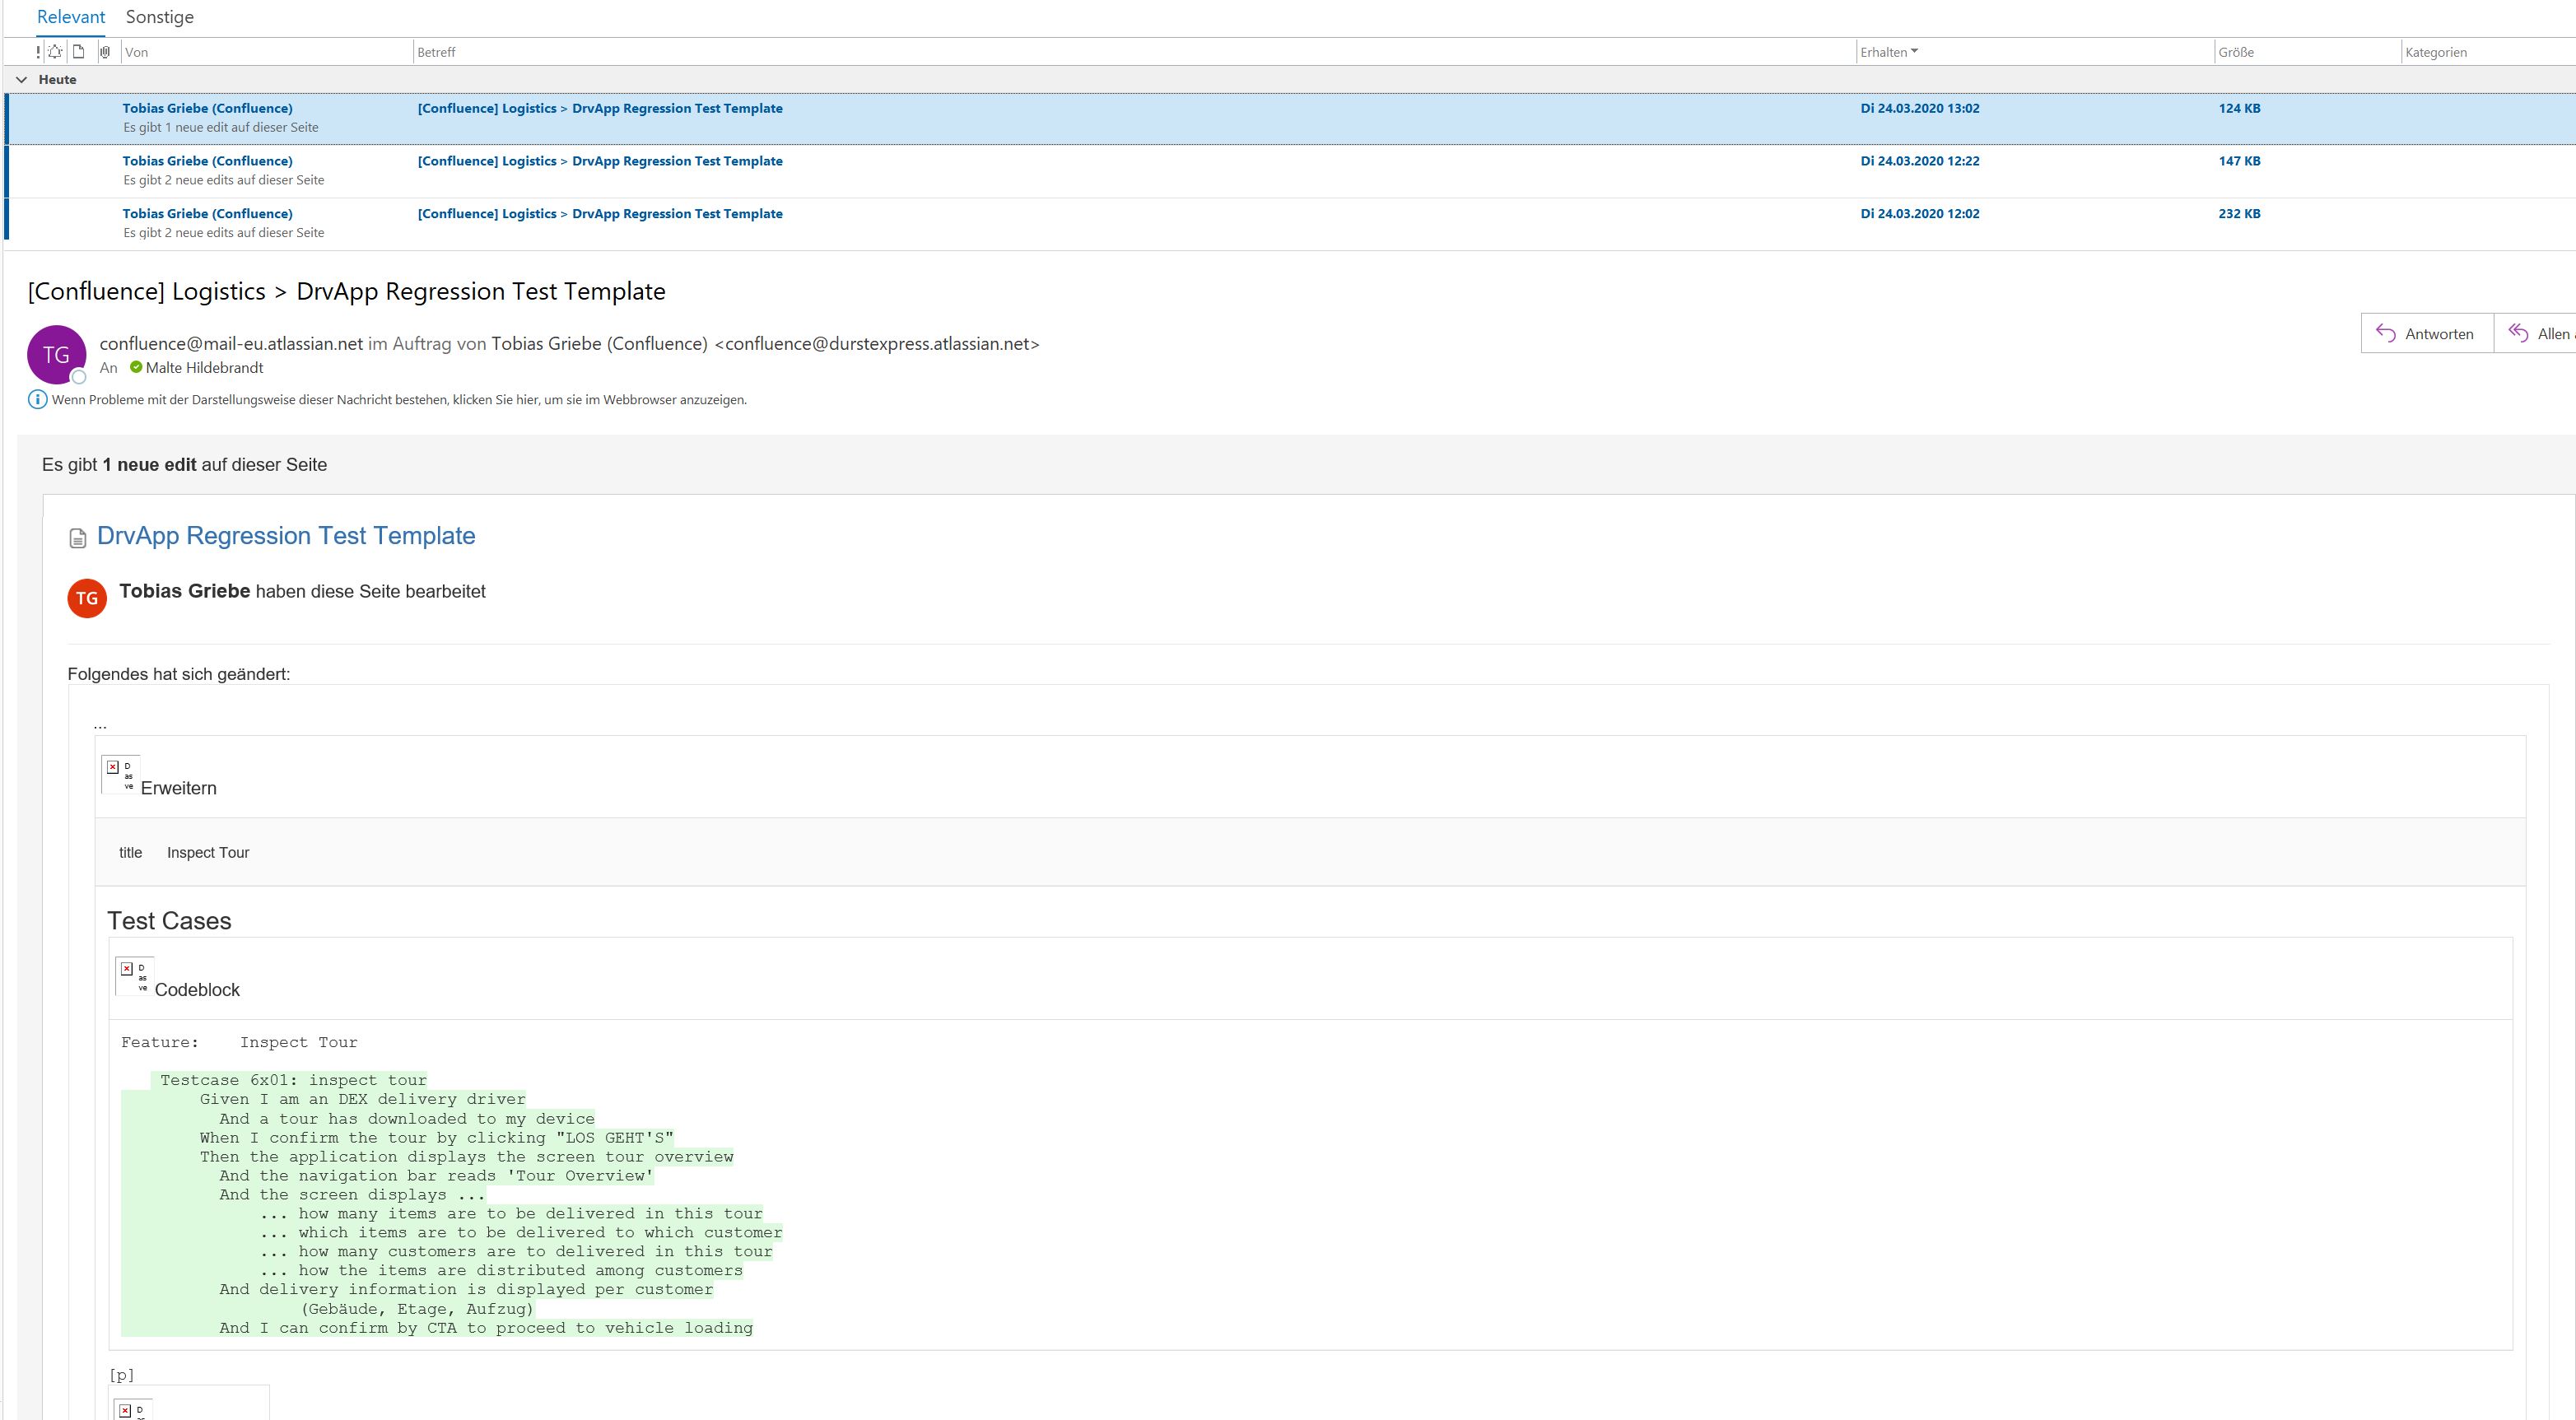 Relevant Sonstige
! Von Betreff Erhalten Größe Kategorien
Heute
Tobias Griebe (Confluence) [Confluence] Logistics > DrvApp Regression Test Template Di 24.03.2020 13:02 124 KB
Es gibt 1 neue edit auf dieser Seite
Tobias Griebe (Confluence) [Confluence] Logistics > DrvApp Regression Test Template Di 24.03.2020 12:22 147 KB
Es gibt 2 neue edits auf dieser Seite
Tobias Griebe (Confluence) [Confluence] Logistics > DrvApp Regression Test Template Di 24.03.2020 12:02 232 KB
Es gibt 2 neue edits auf dieser Seite
[Confluence] Logistics > DrvApp Regression Test Template
TG
confluence@mail-eu.atlassian.net im Auftrag von Tobias Griebe (Confluence) <confluence@durstexpress.atlassian.net>
An Malte Hildebrandt
Antworten Allen
Wenn Probleme mit der Darstellungsweise dieser Nachricht bestehen, klicken Sie hier, um sie im Webbrowser anzuzeigen.
Es gibt 1 neue edit auf dieser Seite
DrvApp Regression Test Template
TG Tobias Griebe haben diese Seite bearbeitet
Folgendes hat sich geändert:
...
D
as
ve Erweitern
title Inspect Tour
Test Cases
D
as
ve Codeblock
Feature: Inspect Tour
Testcase 6x01: inspect tour
Given I am an DEX delivery driver
And a tour has downloaded to my device
When I confirm the tour by clicking "LOS GEHT'S"
Then the application displays the screen tour overview
And the navigation bar reads 'Tour Overview'
And the screen displays ...
... how many items are to be delivered in this tour
... which items are to be delivered to which customer
... how many customers are to delivered in this tour
... how the items are distributed among customers
And delivery information is displayed per customer
(Gebäude, Etage, Aufzug)
And I can confirm by CTA to proceed to vehicle loading
[p]
D